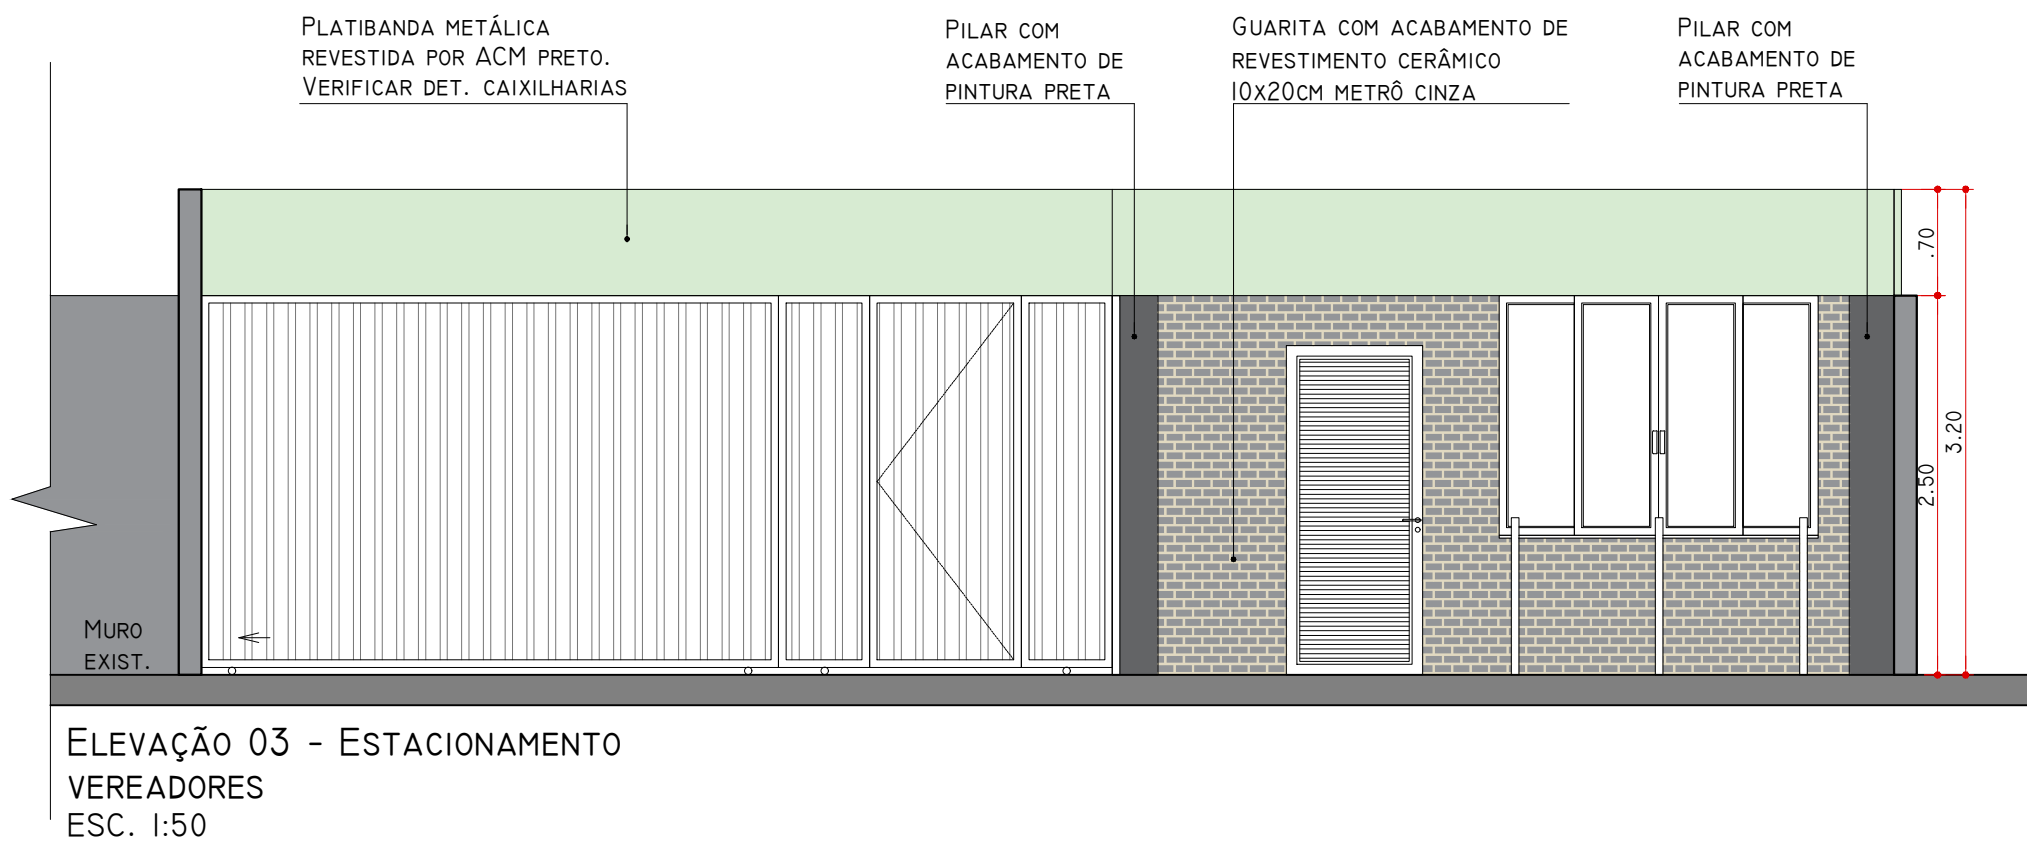 Platibanda metálica
revestida por ACM preto.
Verificar det. caixilharias
Pilar com
acabamento de
pintura preta
Guarita com acabamento de
revestimento cerâmico
10x20cm metrô cinza
Pilar com
acabamento de
pintura preta
.70
3.20
2.50
Muro
exist.
Elevação 03 - Estacionamento
vereadores
ESC. 1:50